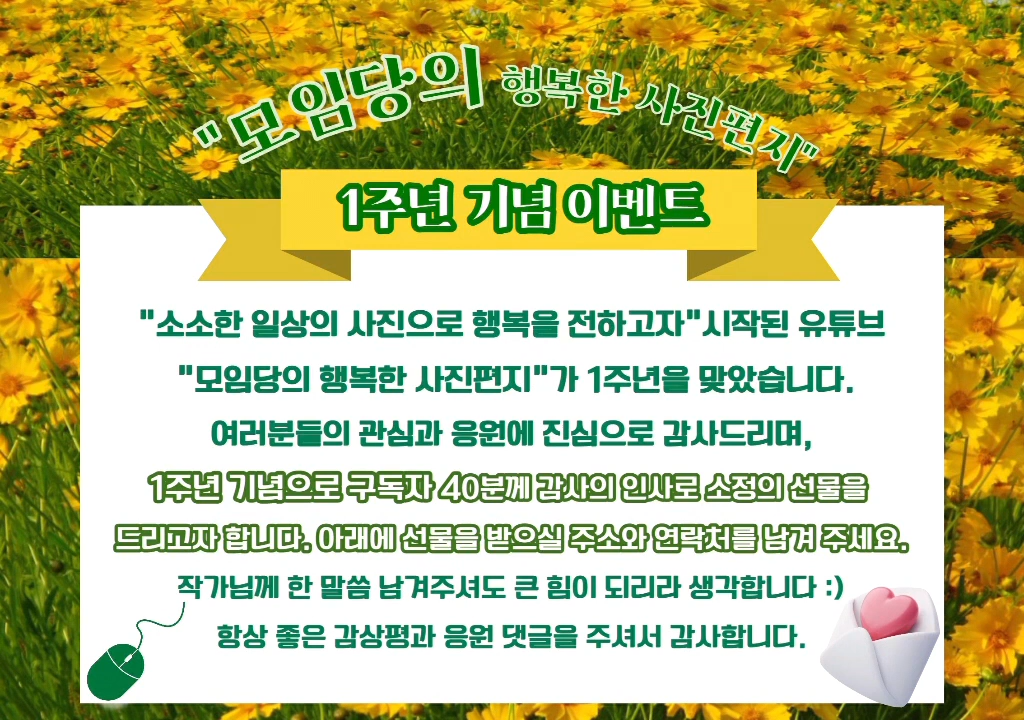 "모임당의 행복한 사진편지"
1주년 기념 이벤트
"소소한 일상의 사진으로 행복을 전하고자"시작된 유튜브
"모임당의 행복한 사진편지"가 1주년을 맞았습니다.
여러분들의 관심과 응원에 진심으로 감사드리며,
1주년 기념으로 구독자 40분께 감사의 인사로 소정의 선물을
드리고자 합니다. 아래에 선물을 받으실 주소와 연락처를 남겨 주세요.
작가님께 한 말씀 남겨주셔도 큰 힘이 되리라 생각합니다 :)
항상 좋은 감상평과 응원 댓글을 주셔서 감사합니다.